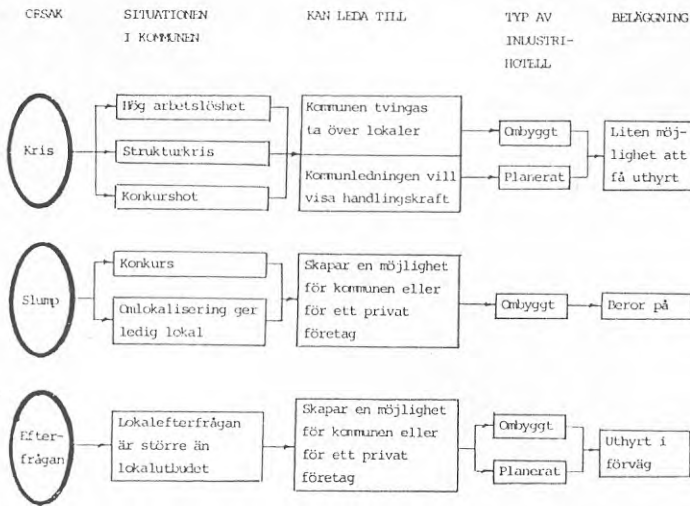 ORSAK
SITUATIONEN
I KOMMUNEN
KAN LEDA TILL
TYP AV
INDUSTRI-
HOTELL
BELÄGGNING
Kris
Hög arbetslöshet
Strukturkris
Konkurshot
Kommunen tvingas
ta över lokaler
Kommunledningen vill
visa handlingskraft
Ombyggt
Planerat
Liten möj-
lighet att
få uthyrt
Slump
Konkurs
Omlokalisering ger
ledig lokal
Skapar en möjlighet
för kommunen eller
för ett privat
företag
Ombyggt
Beror på
Efter-
frågan
Lokalefterfrågan
är större än
lokalutbudet
Skapar en möjlighet
för kommunen eller
för ett privat
företag
Ombyggt
Planerat
Uthyrt i
förväg